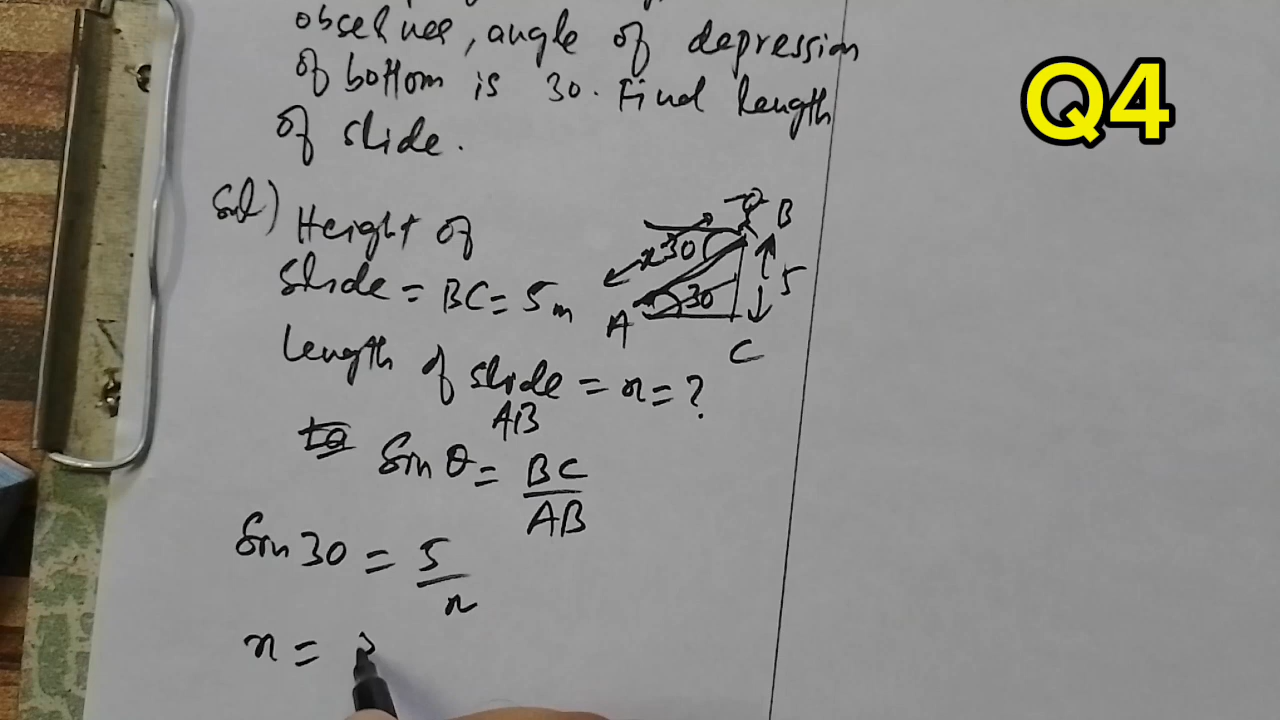 observer, angle of depression
of bottom is 30. Find length
of slide.
Q4
Sol) Height of
slide = BC = 5m
B
x 30
5
30
A
C
length of slide = x = ?
AB
Sin θ = BC
AB
Sin 30 = 5
x
x =